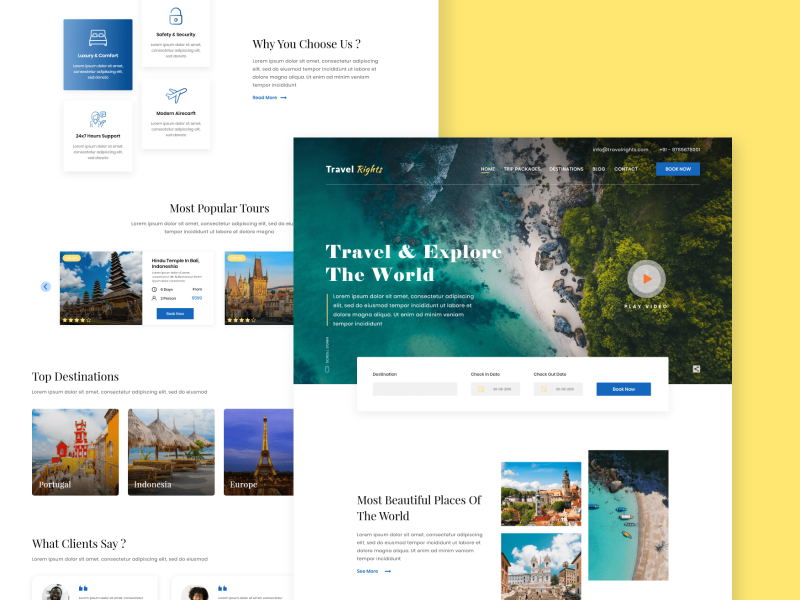 Safety & Security
Lorem ipsum dolor sit amet,
consectetur adipiscing elit,
sed do
Luxury & Comfort
Lorem ipsum dolor sit amet,
consectetur adipiscing elit,
sed do
Modern Airecarft
Lorem ipsum dolor sit amet,
consectetur adipiscing elit,
sed do
24x7 Hours Support
Lorem ipsum dolor sit amet,
consectetur adipiscing elit,
sed do
Why You Choose Us ?
Lorem ipsum dolor sit amet, consectetur
adipiscing elit, sed do eiusmod tempor
incididunt ut labore et dolore magna
aliqua. Ut enim ad minim veniam
tempor incididunt
Read More
Most Popular Tours
Lorem ipsum dolor sit amet, consectetur adipiscing elit, sed do eiu
tempor incididunt ut labore et
dolore magna
Hindu Temple In Bali,
Indoneshia
6 Days
From
2 Person
Book Now
Top Destinations
Lorem ipsum dolor sit amet, consectetur adipiscing elit, sed do eiusmod
Portugal
Indonesia
Europe
What Clients Say ?
Lorem ipsum dolor sit amet, consectetur adipiscing elit, sed do eiusmod
info@travelrights.com
Travel Rights
HOME
TRIP PACKAGES
DESTINATIONS
BLOG
CONTACT
BOOK NOW
Travel & Explore
The World
Lorem ipsum dolor sit amet, consectetur adipiscing
elit, sed do eiusmod tempor incididunt ut labore et
dolore magna aliqua. Ut enim ad minim veniam
tempor incididunt
SCROLL DOWN
PLAY VIDEO
Destination
Check In Date
Check Out Date
Book Now
Most Beautiful Places Of
The World
Lorem ipsum dolor sit amet, consectetur
adipiscing elit, sed do eiusmod tempor
incididunt ut labore et dolore magna
aliqua. Ut enim ad minim veniam
tempor incididunt
See More